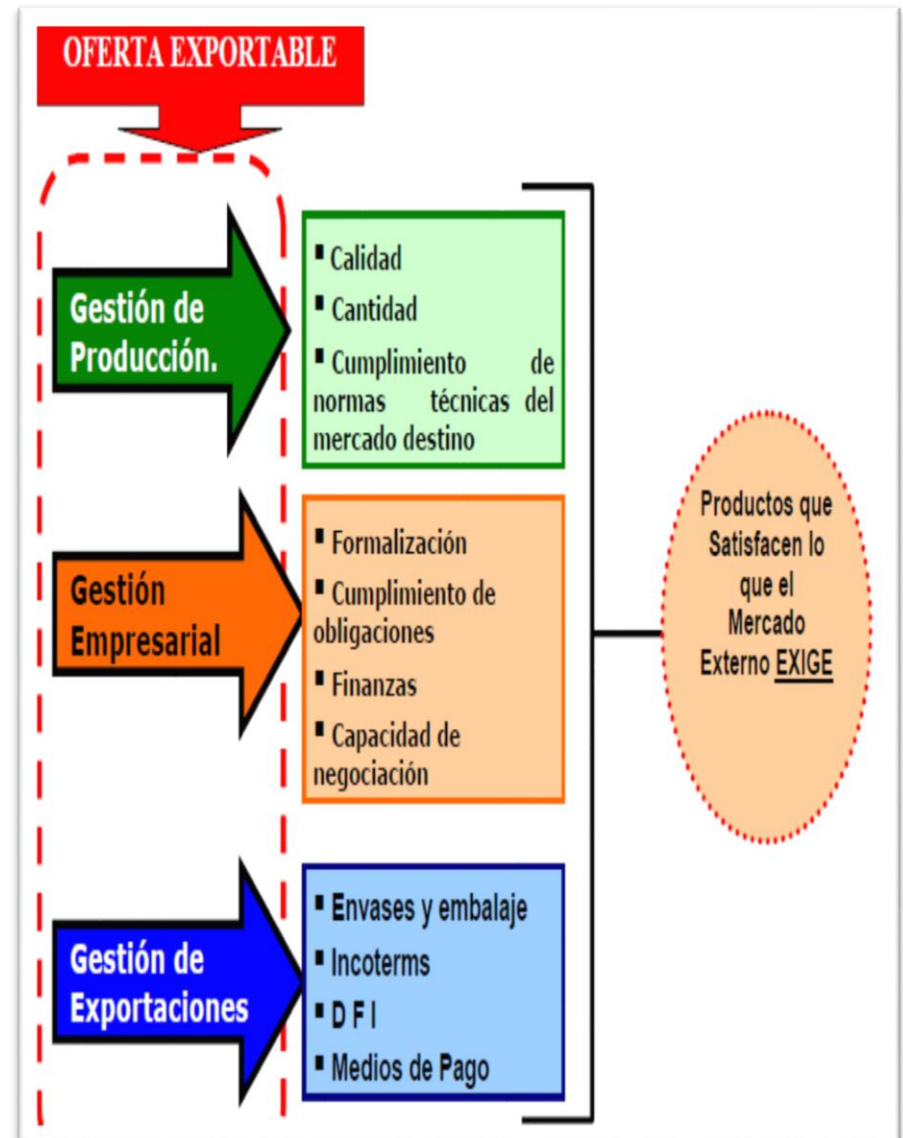 OFERTA EXPORTABLE
Gestión de
Producción.
▪ Calidad
▪ Cantidad
▪ Cumplimiento de
normas técnicas del
mercado destino
Gestión
Empresarial
▪ Formalización
▪ Cumplimiento de
obligaciones
▪ Finanzas
▪ Capacidad de
negociación
Gestión de
Exportaciones
▪ Envases y embalaje
▪ Incoterms
▪ D F I
▪ Medios de Pago
Productos que
Satisfacen lo
que el
Mercado
Externo EXIGE